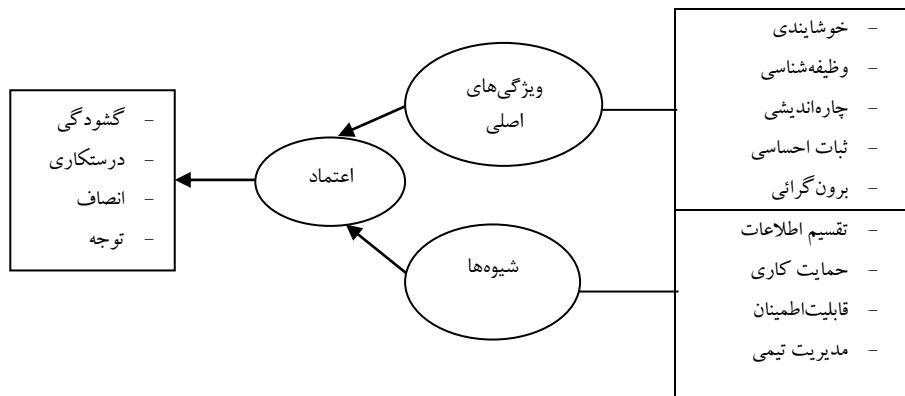 - خوشایندی
- وظیفه‌شناسی
- چاره‌اندیشی
- ثبات احساسی
- برون‌گرائی
- تقسیم اطلاعات
- حمایت کاری
- قابلیت‌اطمینان
- مدیریت تیمی
ویژگی‌های
اصلی
شیوه‌ها
اعتماد
- گشودگی
- درستکاری
- انصاف
- توجه